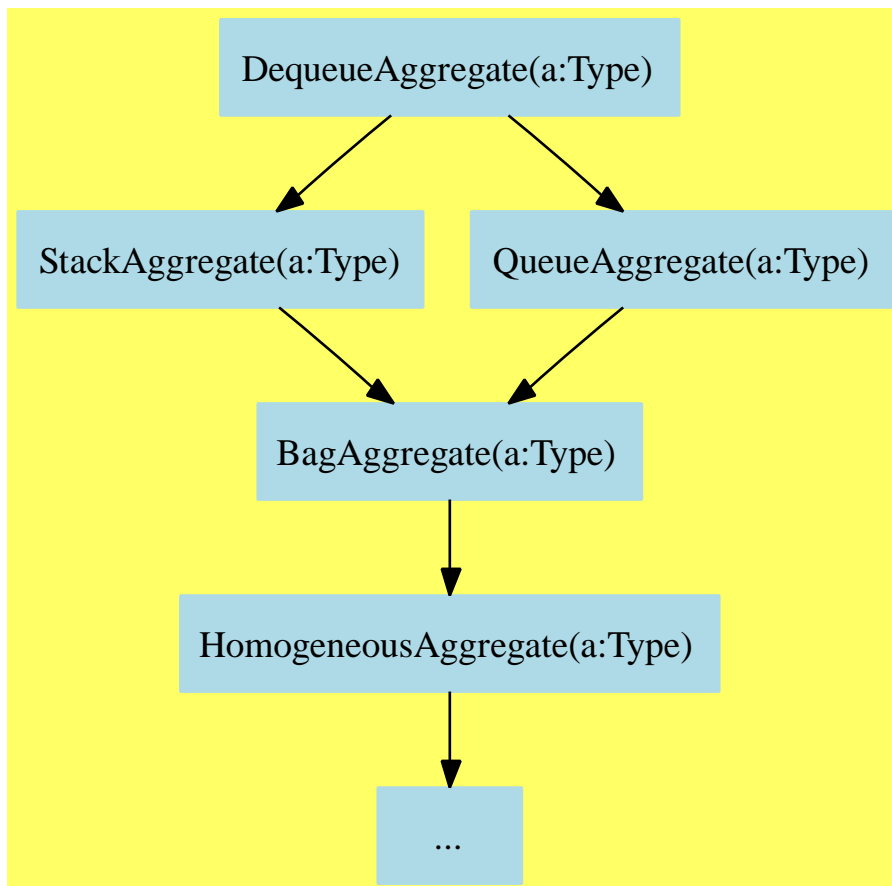 DequeueAggregate(a:Type)
StackAggregate(a:Type)
QueueAggregate(a:Type)
BagAggregate(a:Type)
HomogeneousAggregate(a:Type)
...